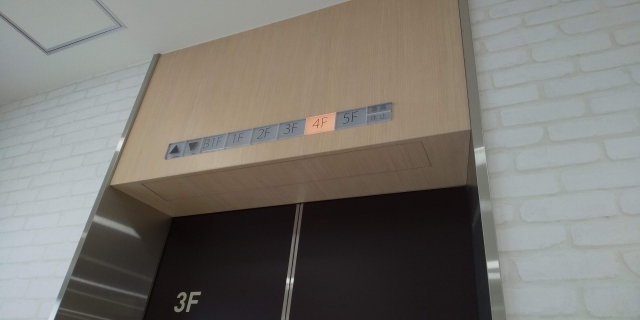 ▲ ▼ B1F 1F 2F 3F 4F 5F
3F